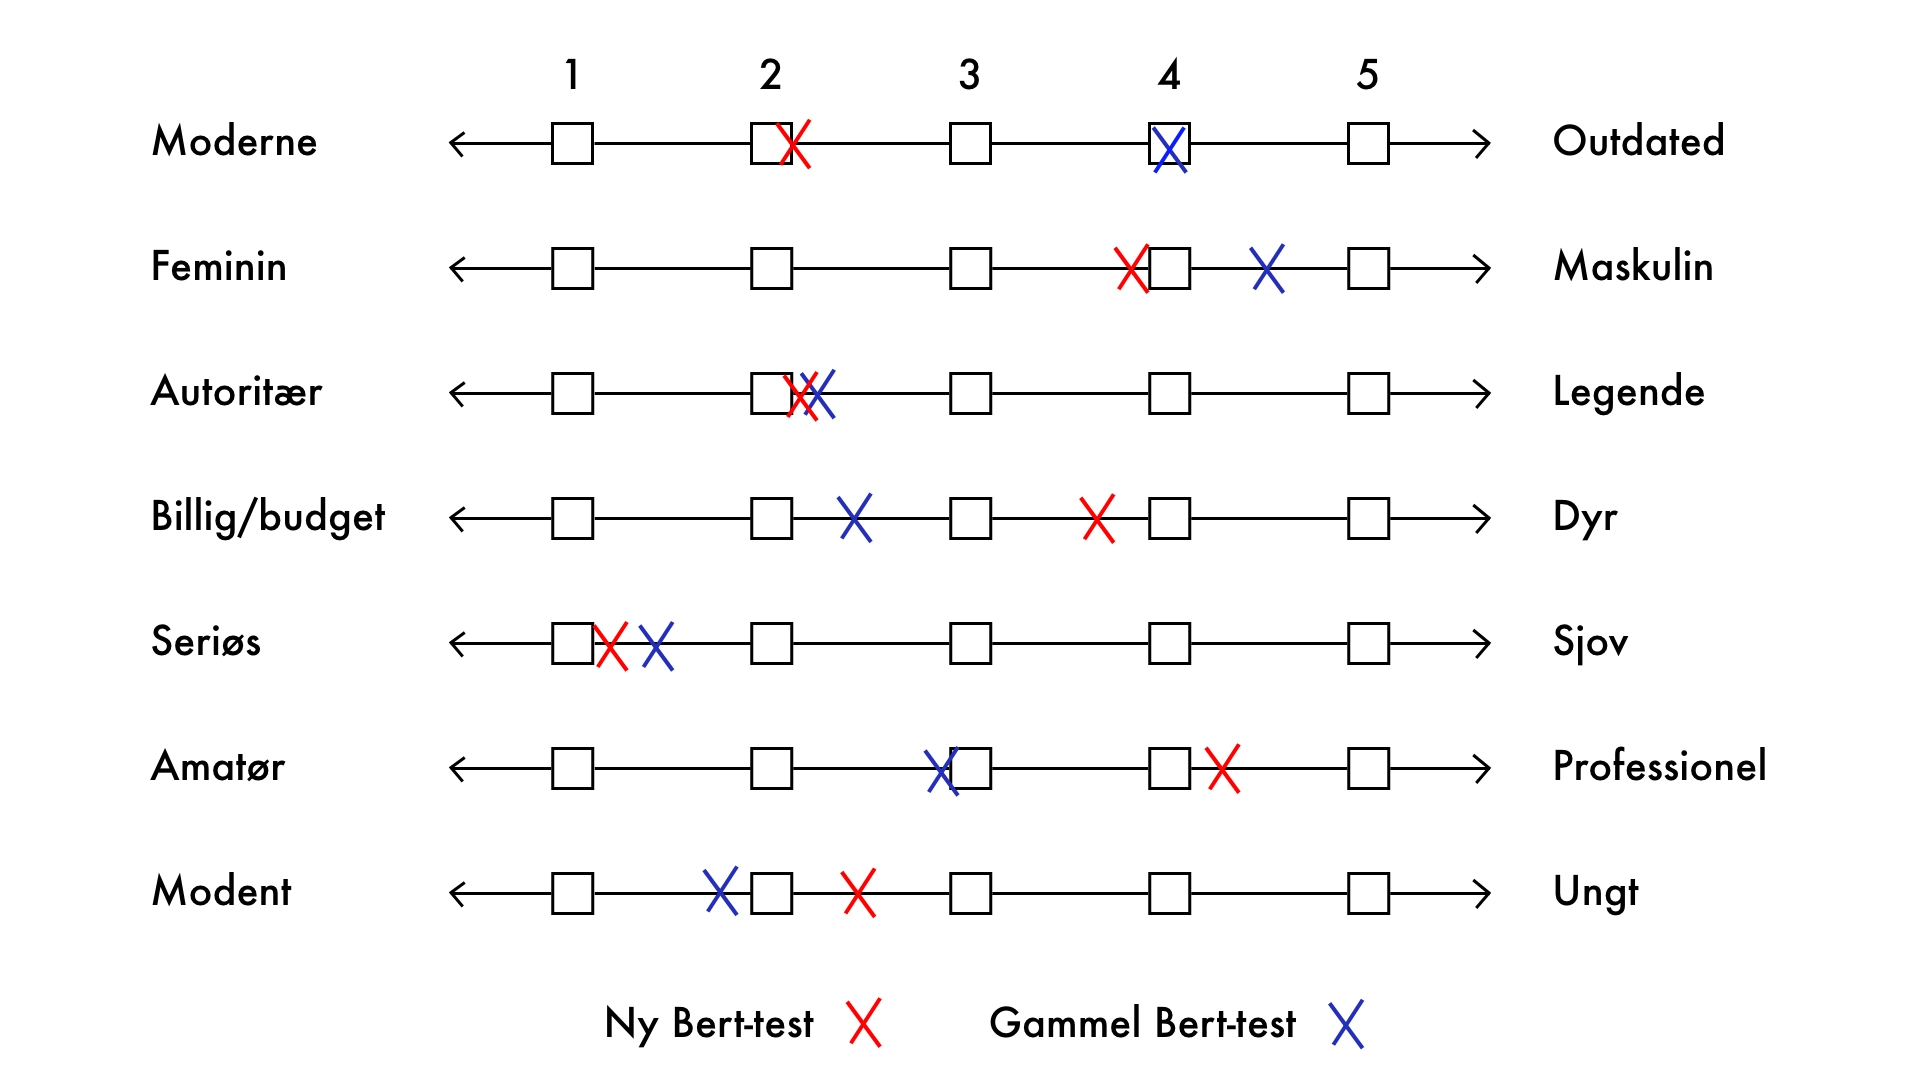 1 2 3 4 5
Moderne Outdated
Feminin Maskulin
Autoritær Legende
Billig/budget Dyr
Seriøs Sjov
Amatør Professionel
Modent Ungt
Ny Bert-test Gammel Bert-test